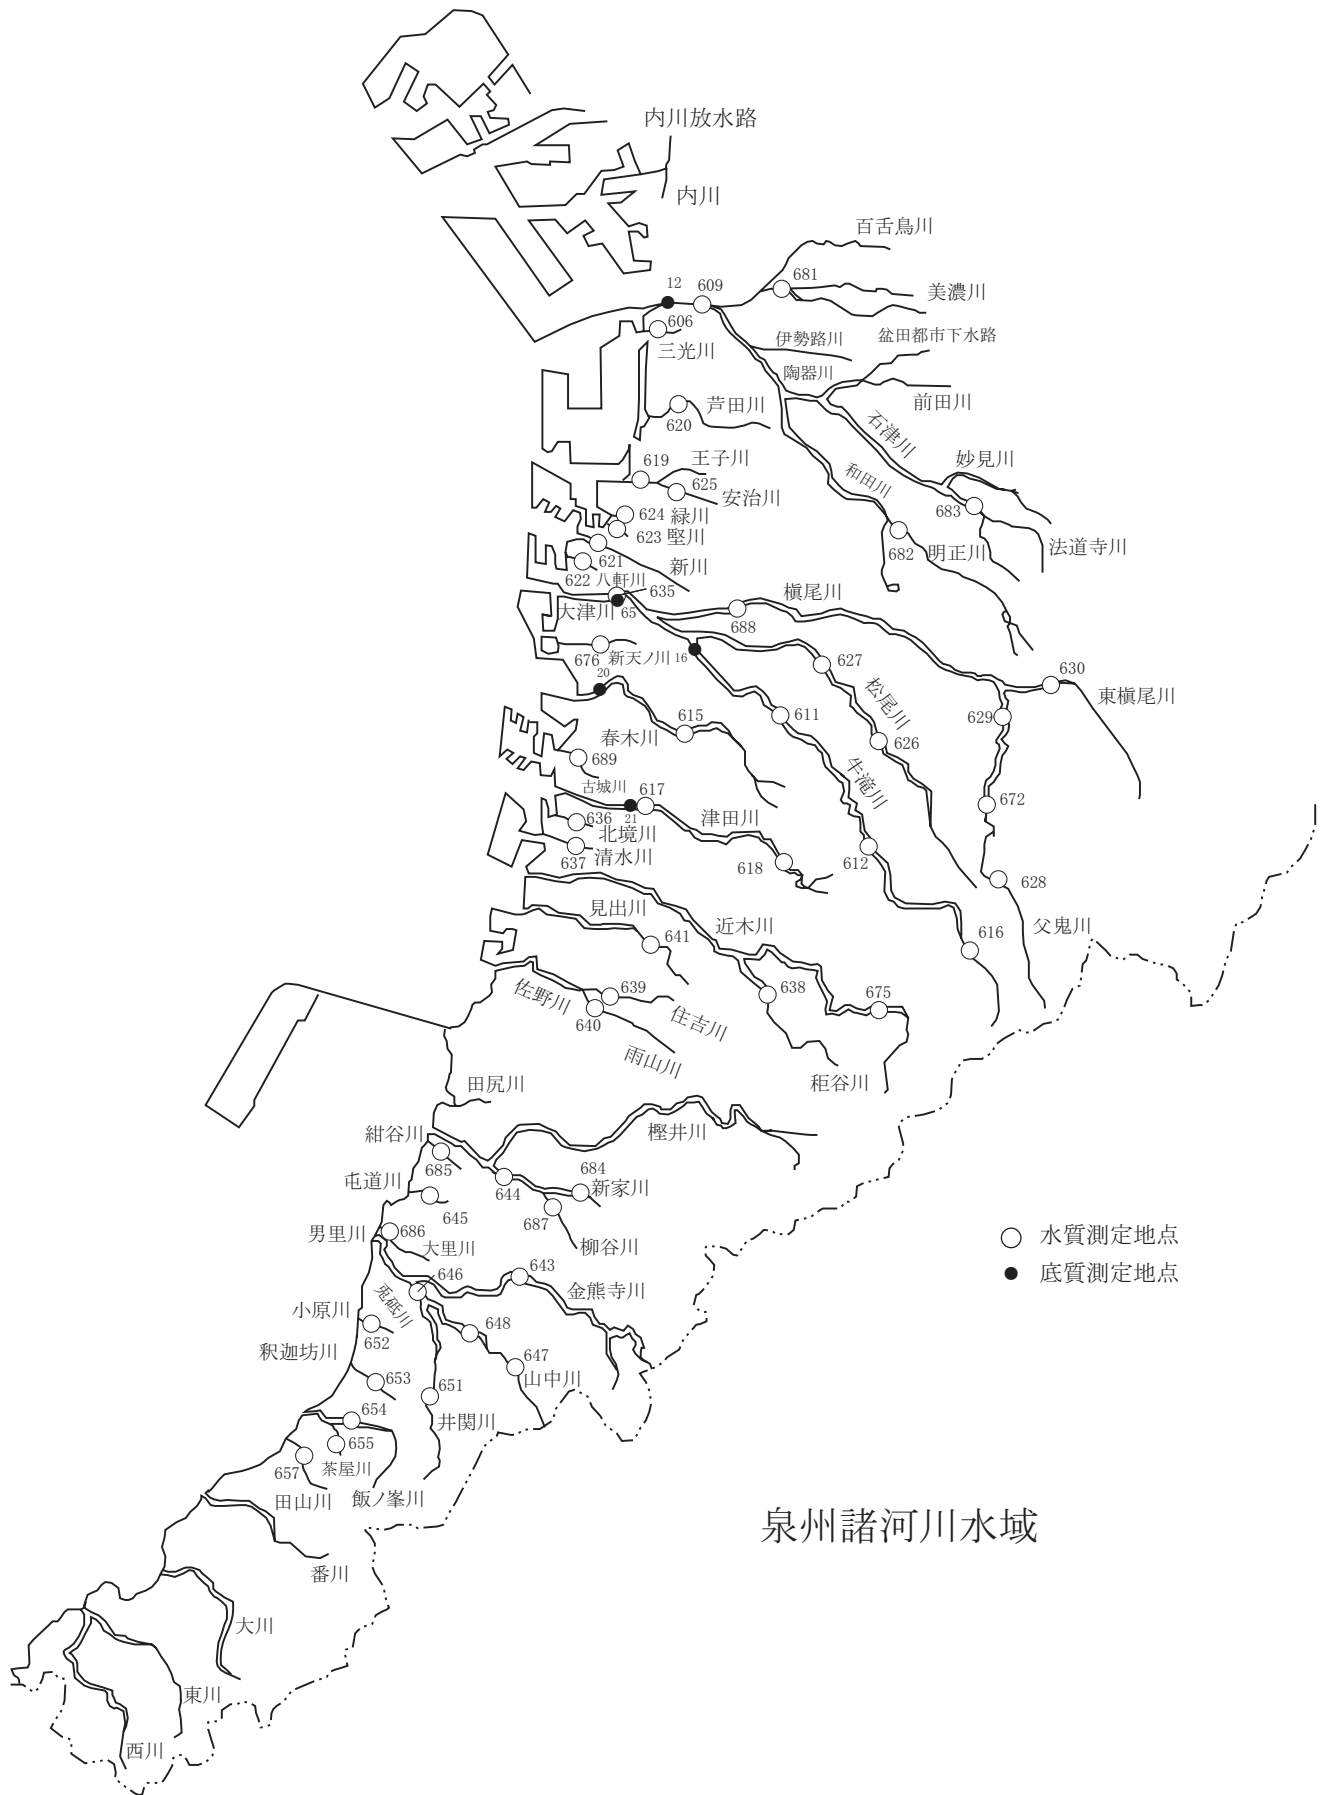 内川放水路
内川
百舌鳥川
681
美濃川
12
609
606
三光川
伊勢路川
盆田都市下水路
陶器川
前田川
石津川
芦田川
620
妙見川
619
王子川
625
安治川
和田川
683
624
緑川
623
堅川
682
明正川
法道寺川
621
新川
622
八軒川
635
槇尾川
大津川
65
688
676
新天ノ川
16
627
630
20
松尾川
東槇尾川
615
611
629
春木川
626
689
牛滝川
古城川
617
672
636
21
津田川
北境川
637
清水川
618
612
628
見出川
近木川
父鬼川
641
616
佐野川
639
638
675
640
住吉川
雨山川
田尻川
秬谷川
紺谷川
樫井川
685
684
屯道川
644
新家川
645
687
男里川
686
柳谷川
大里川
水質測定地点
646
643
底質測定地点
兎砥川
金熊寺川
小原川
652
648
釈迦坊川
647
653
651
山中川
654
井関川
655
657
茶屋川
田山川
飯ノ峯川
泉州諸河川水域
番川
大川
東川
西川